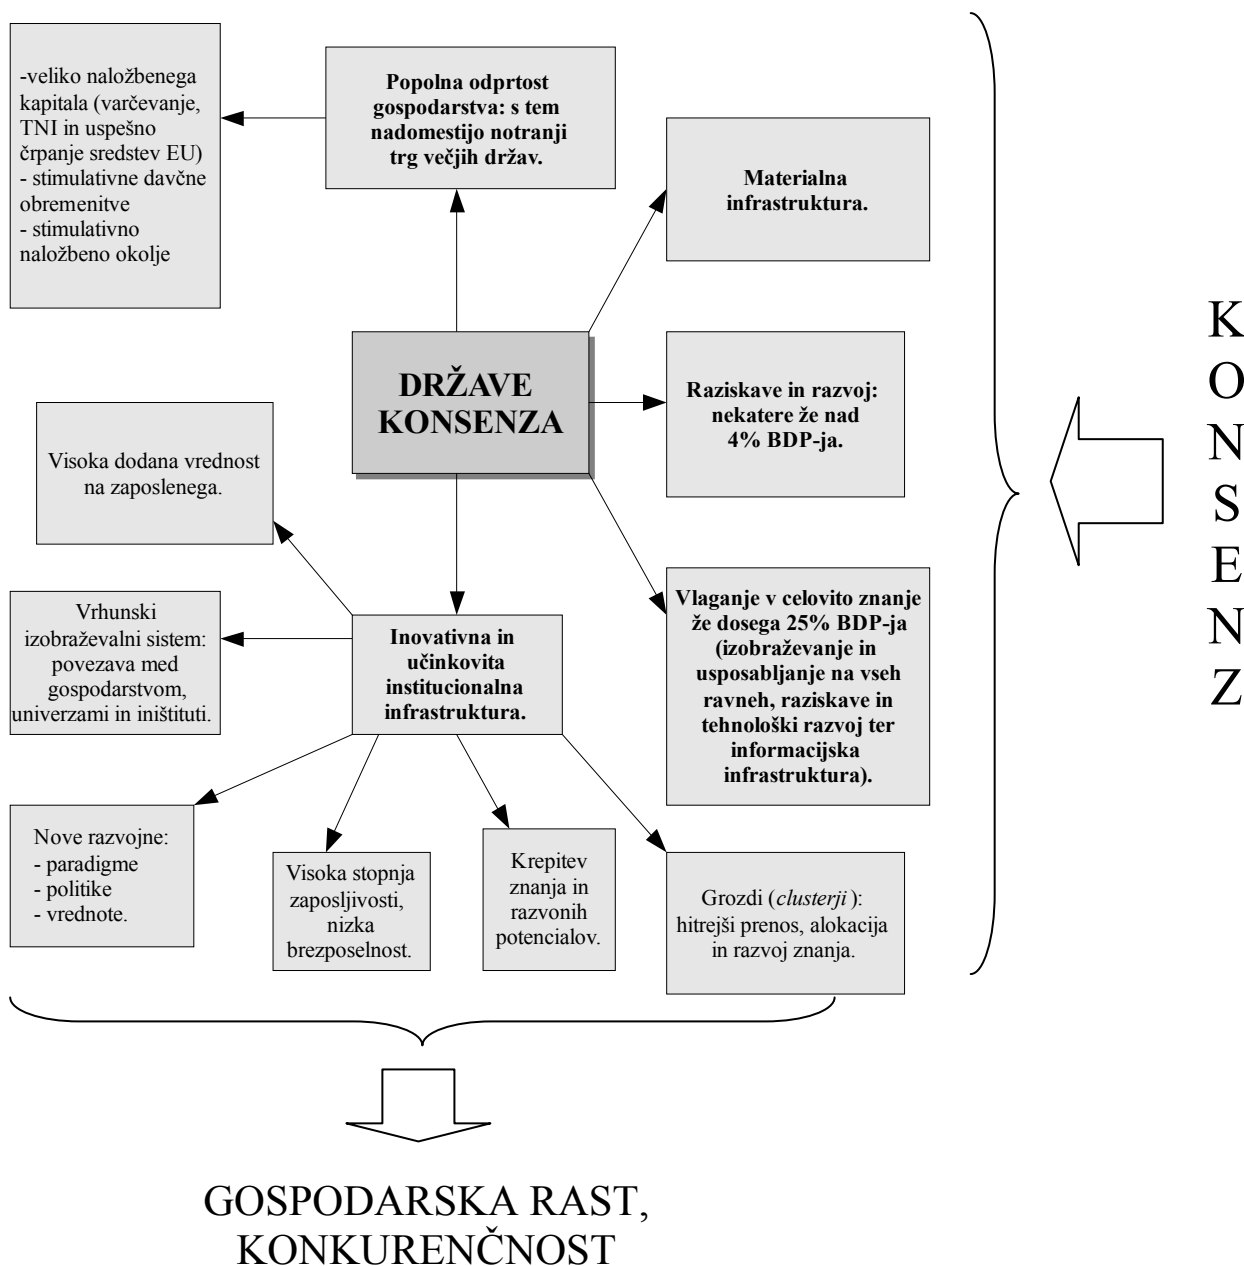 -veliko naložbenega
kapitala (varčevanje,
TNI in uspešno
črpanje sredstev EU)
- stimulativne davčne
obremenitve
- stimulativno
naložbeno okolje
Popolna odprtost
gospodarstva: s tem
nadomestijo notranji
trg večjih držav.
Materialna
infrastruktura.
DRŽAVE
KONSENZA
Raziskave in razvoj:
nekatere že nad
4% BDP-ja.
Visoka dodana vrednost
na zaposlenega.
Vrhunski
izobraževalni sistem:
povezava med
gospodarstvom,
univerzami in iništituti.
Inovativna in
učinkovita
institucionalna
infrastruktura.
Vlaganje v celovito znanje
že dosega 25% BDP-ja
(izobraževanje in
usposabljanje na vseh
ravneh, raziskave in
tehnološki razvoj ter
informacijska
infrastruktura).
Nove razvojne:
- paradigme
- politike
- vrednote.
Visoka stopnja
zaposljivosti,
nizka
brezposelnost.
Krepitev
znanja in
razvonih
potencialov.
Grozdi (clusterji ):
hitrejši prenos, alokacija
in razvoj znanja.
K
O
N
S
E
N
Z
GOSPODARSKA RAST,
KONKURENČNOST